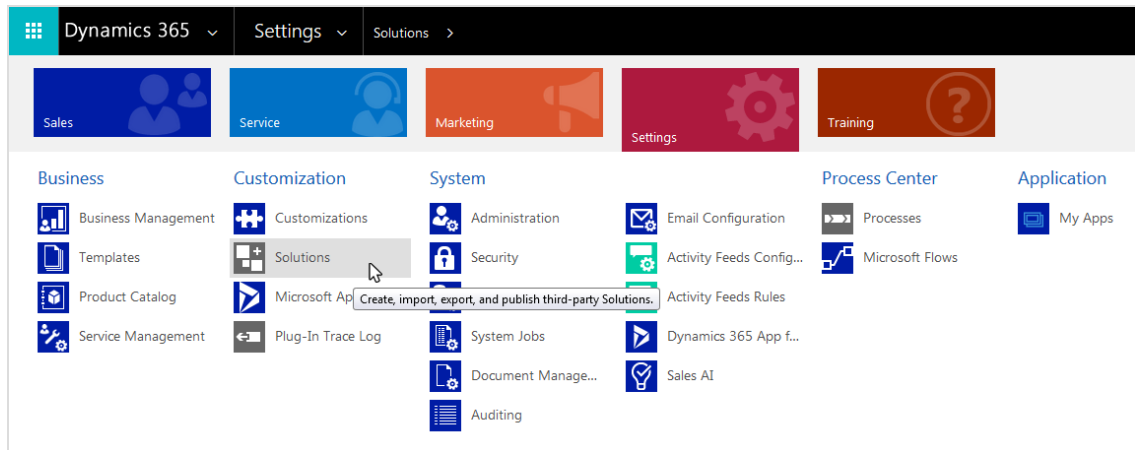 Dynamics 365
Settings
Solutions >
Sales
Service
Marketing
Settings
Training
?
Business
Business Management
Templates
Product Catalog
Service Management
Customization
Customizations
Solutions
Microsoft Ap
Plug-In Trace Log
Create, import, export, and publish third-party Solutions.
System
Administration
Security
System Jobs
Document Manage...
Auditing
Email Configuration
Activity Feeds Config...
Activity Feeds Rules
Dynamics 365 App f...
Sales AI
Process Center
Processes
Microsoft Flows
Application
My Apps